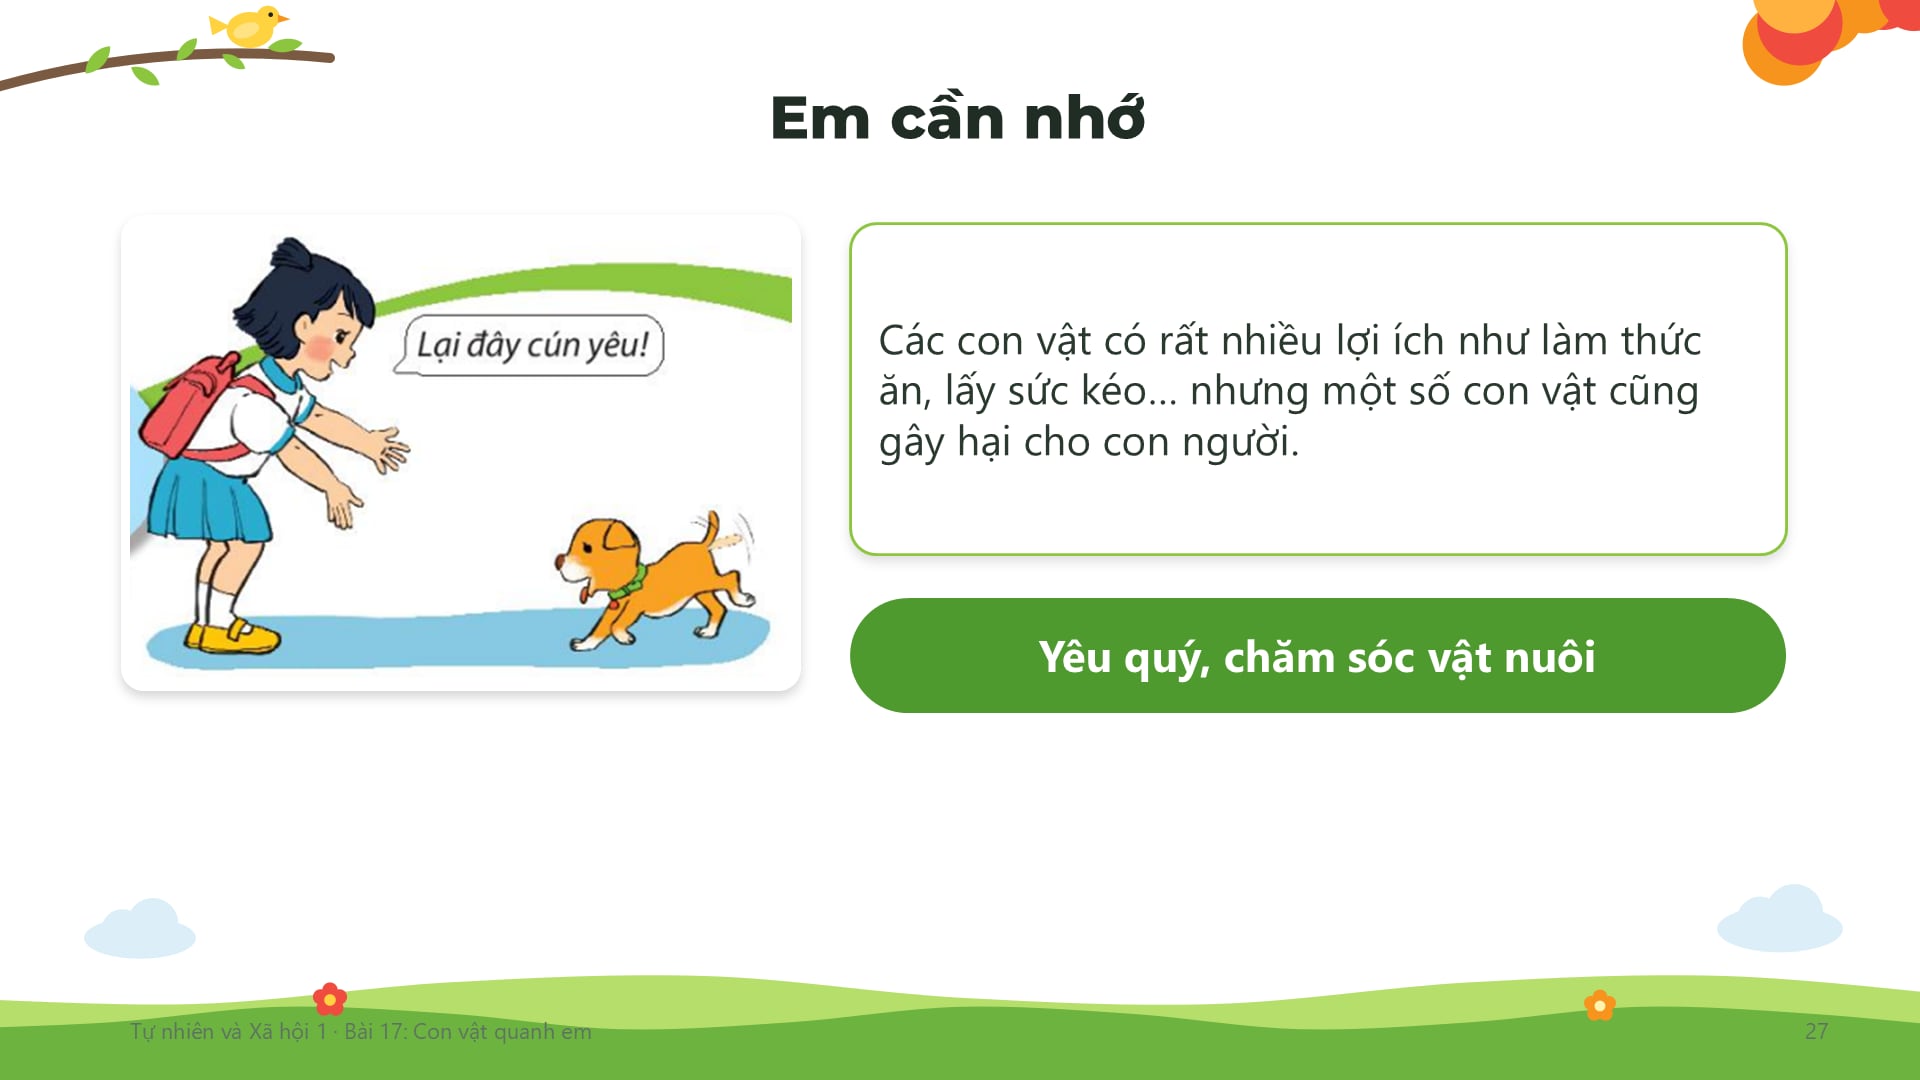 Em cần nhớ
Lại đây cún yêu!
Các con vật có rất nhiều lợi ích như làm thức
ăn, lấy sức kéo... nhưng một số con vật cũng
gây hại cho con người.
Yêu quý, chăm sóc vật nuôi
Tự nhiên và Xã hội 1 · Bài 17: Con vật quanh em
27